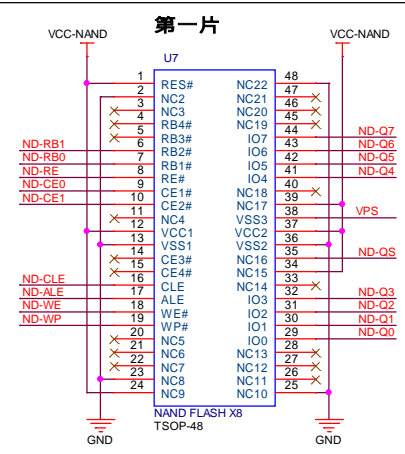 第一片
VCC-NAND
VCC-NAND
U7
1 RES# NC22 48
2 NC2 NC21 47
3 NC3 NC20 46
4 RB4# NC19 45
5 RB3# IO7 44 ND-Q7
ND-RB1 6 RB2# IO6 43 ND-Q6
ND-RB0 7 RB1# IO5 42 ND-Q5
ND-RE 8 RE# IO4 41 ND-Q4
ND-CE0 9 CE1# NC18 40
ND-CE1 10 CE2# NC17 39
11 NC4 VSS3 38 VPS
12 VCC1 VCC2 37
13 VSS1 VSS2 36
14 CE3# NC16 35 ND-QS
15 CE4# NC15 34
ND-CLE 16 CLE NC14 33
ND-ALE 17 ALE IO3 32 ND-Q3
ND-WE 18 WE# IO2 31 ND-Q2
ND-WP 19 WP# IO1 30 ND-Q1
20 NC5 IO0 29 ND-Q0
21 NC6 NC13 28
22 NC7 NC12 27
23 NC8 NC11 26
24 NC9 NC10 25
NAND FLASH X8
TSOP-48
GND
GND